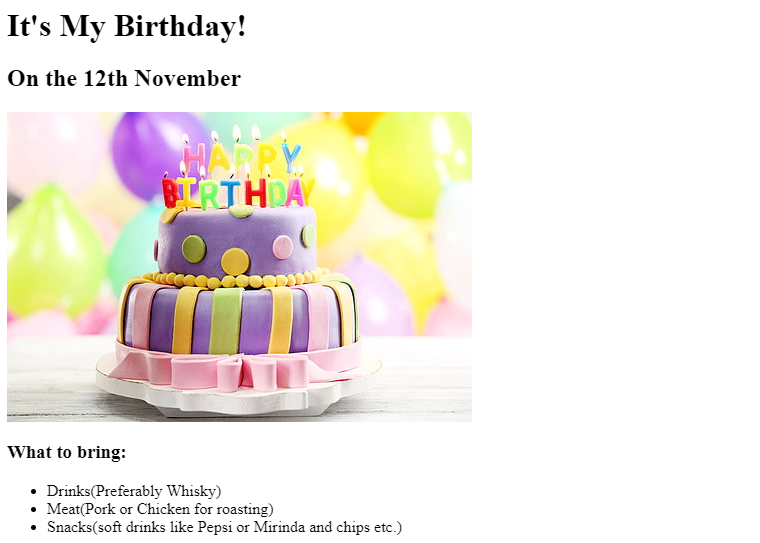 It's My Birthday!
On the 12th November
HAPPY
BIRTHDAY
What to bring:
Drinks(Preferably Whisky)
Meat(Pork or Chicken for roasting)
Snacks(soft drinks like Pepsi or Mirinda and chips etc.)